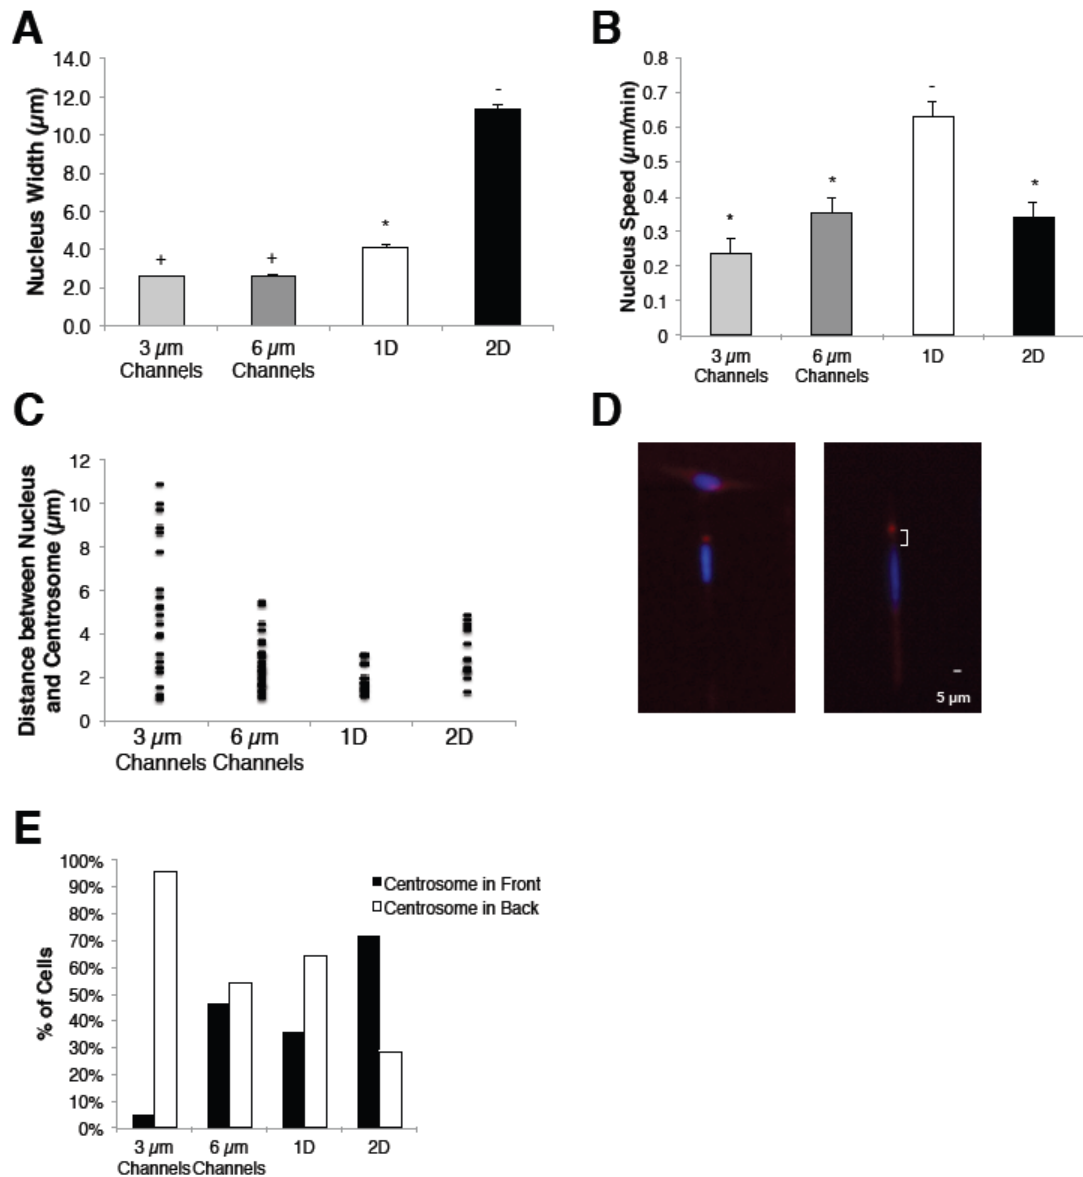 A
Nucleus Width (µm)
14.0
12.0
10.0
8.0
6.0
4.0
2.0
0.0
+
+
*
-
3 µm
Channels
6 µm
Channels
1D
2D
B
Nucleus Speed (µm/min)
0.8
0.7
0.6
0.5
0.4
0.3
0.2
0.1
0
*
*
-
*
3 µm
Channels
6 µm
Channels
1D
2D
C
Distance between Nucleus
and Centrosome (µm)
12
10
8
6
4
2
0
3 µm
Channels
6 µm
Channels
1D
2D
D
5 µm
E
% of Cells
100%
90%
80%
70%
60%
50%
40%
30%
20%
10%
0%
Centrosome in Front
Centrosome in Back
3 µm
Channels
6 µm
Channels
1D
2D